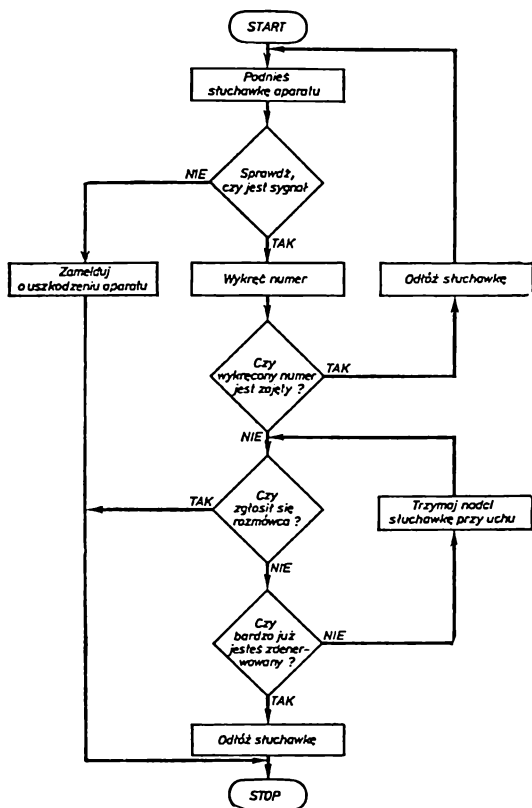 START
Podnieś
słuchawkę aparatu
Sprawdź,
czy jest sygnał
NIE
TAK
Zamelduj
o uszkodzeniu aparatu
Wykręć numer
Odłóż słuchawkę
Czy
wykręcony numer
jest zajęty ?
TAK
NIE
Czy
zgłosił się
rozmówca ?
TAK
NIE
Trzymaj nadal
słuchawkę przy uchu
Czy
bardzo już
jesteś zdener-
wowany ?
NIE
TAK
Odłóż słuchawkę
STOP